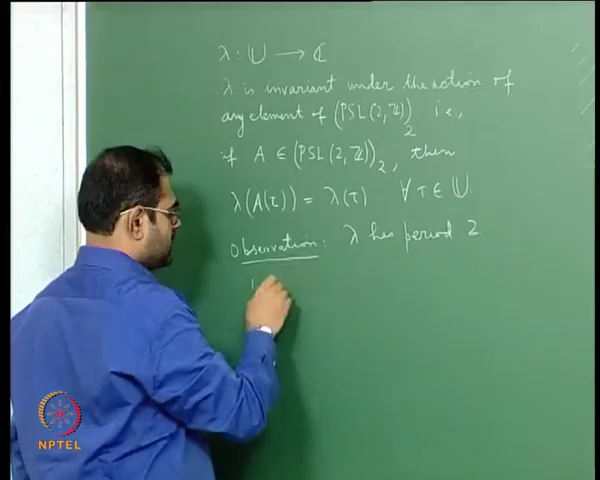 λ : 𝕌 → ℂ
λ is invariant under the action of
any element of (PSL(2,ℤ))₂ i.e.,
if A ∈ (PSL(2,ℤ))₂, then
λ(A(τ)) = λ(τ) ∀ τ ∈ 𝕌.
Observation: λ has period 2
NPTEL